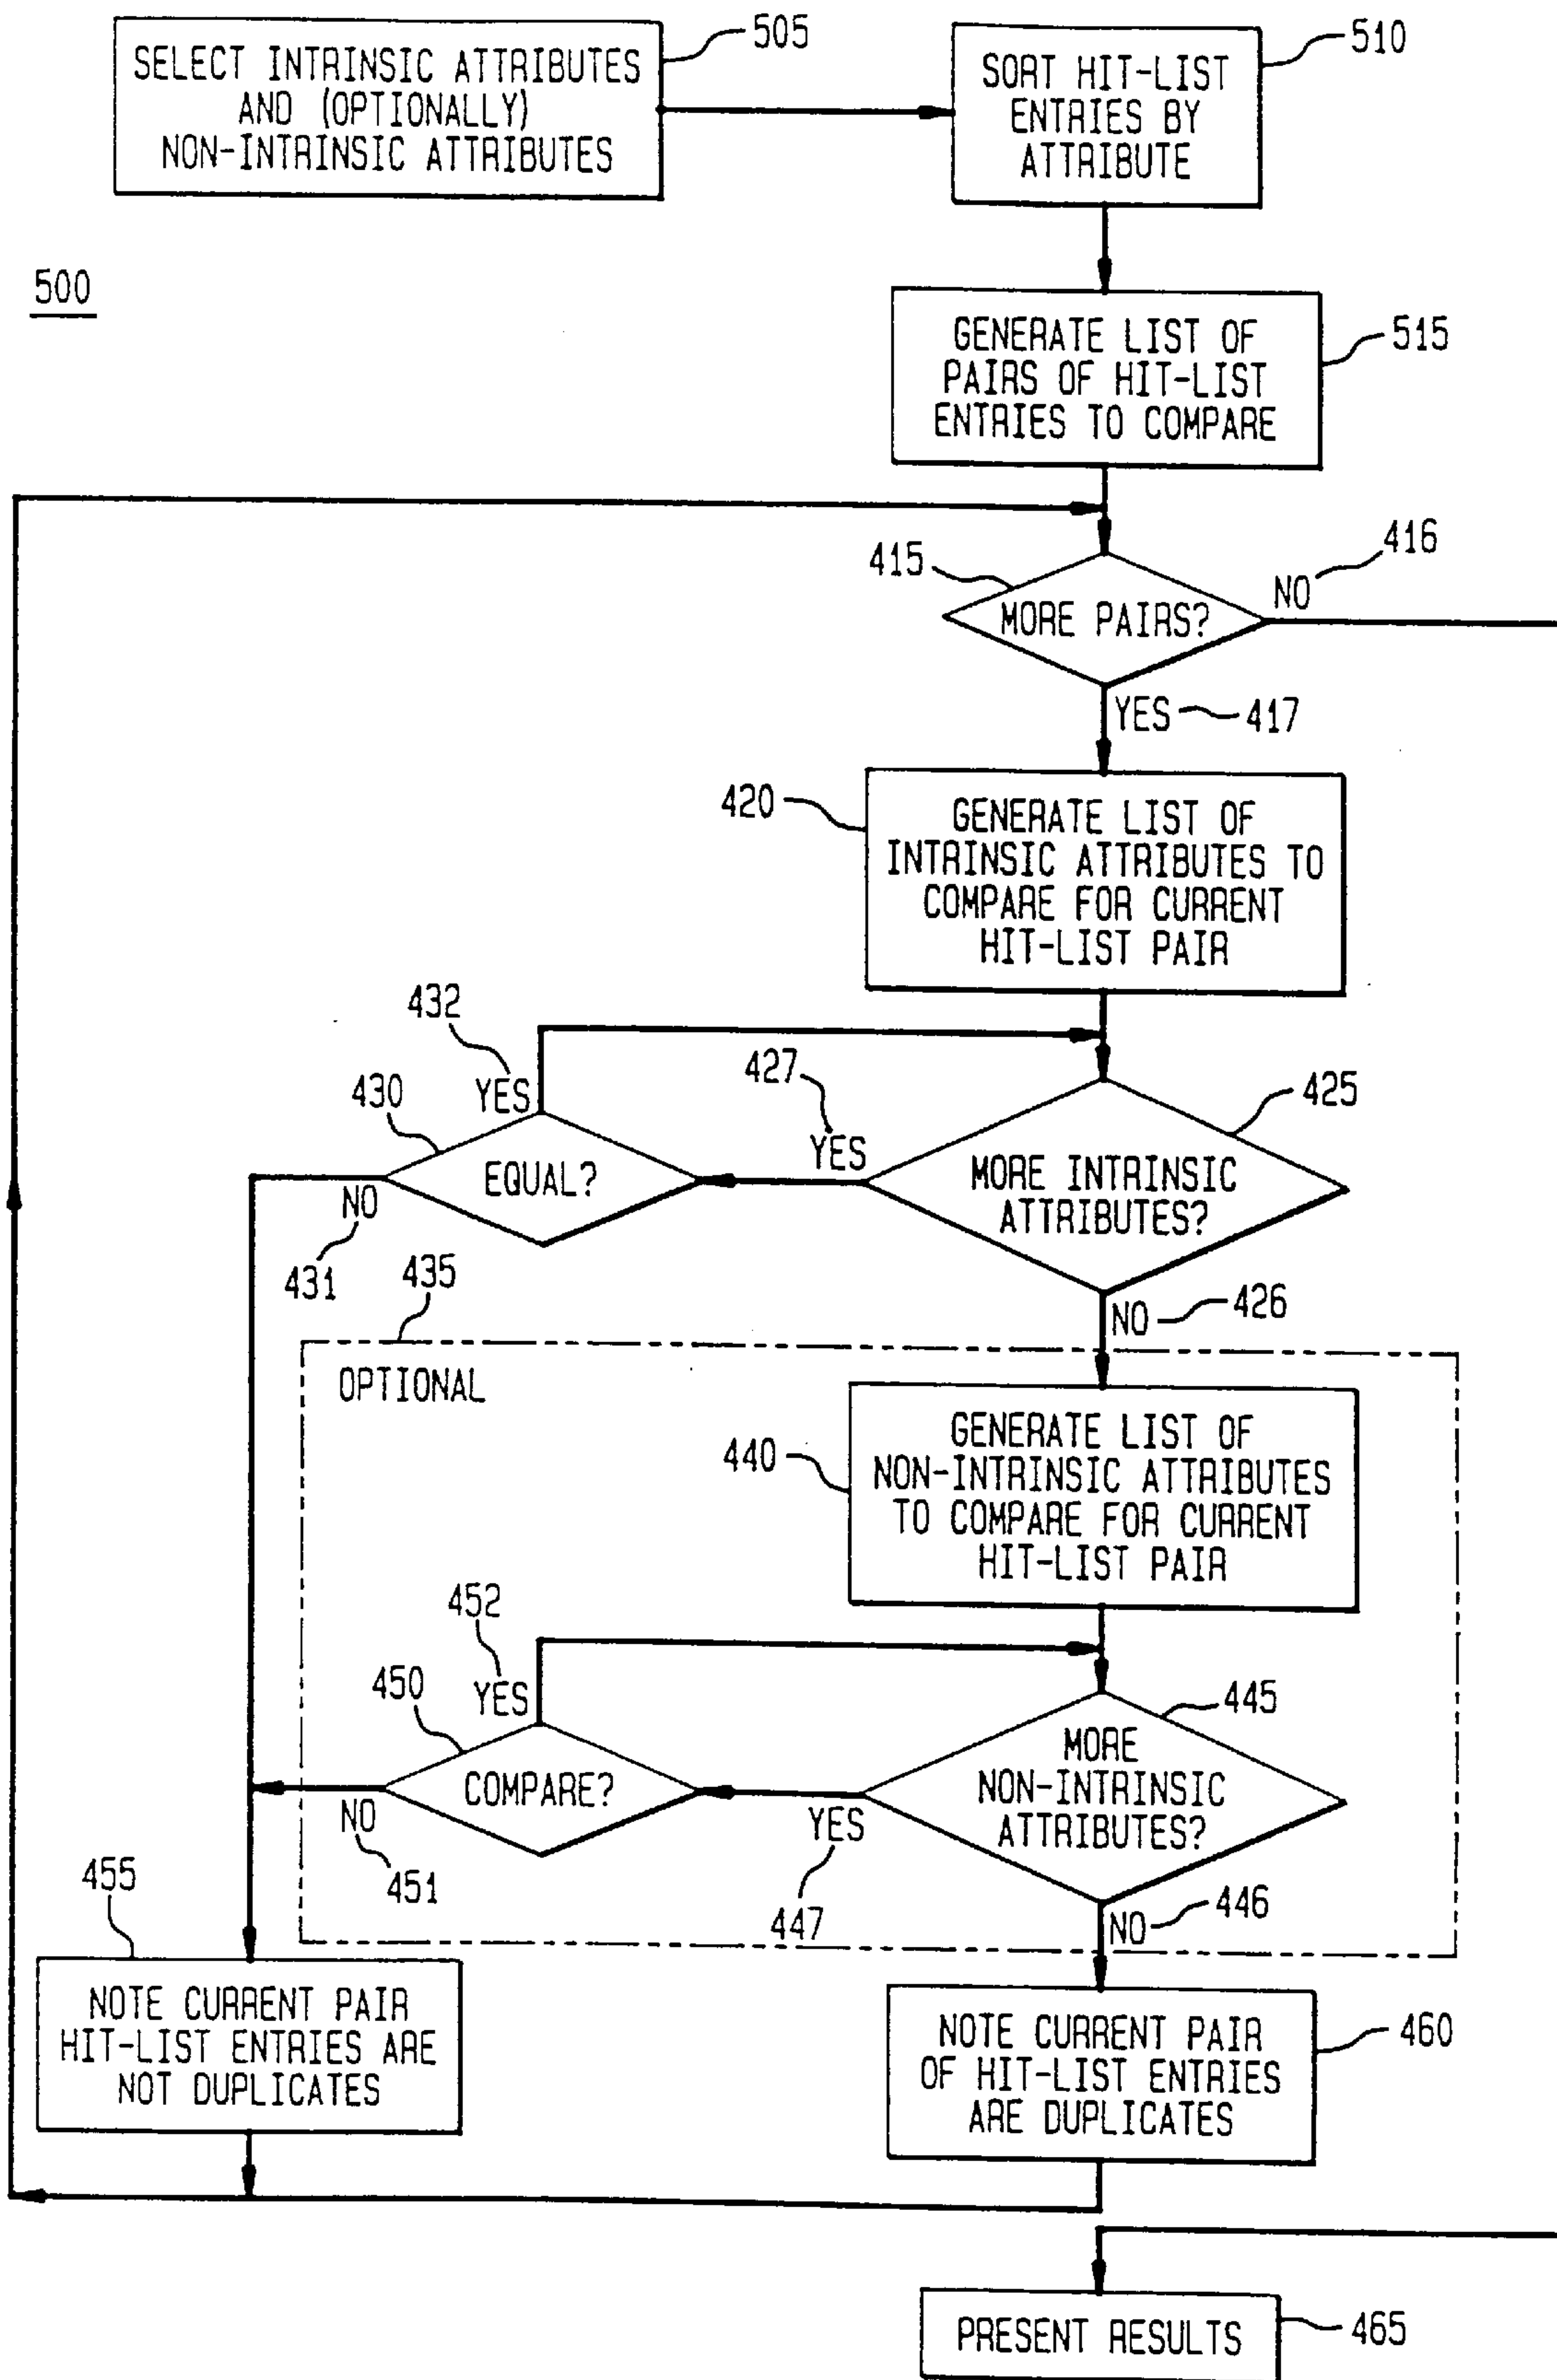 505
SELECT INTRINSIC ATTRIBUTES
AND (OPTIONALLY)
NON-INTRINSIC ATTRIBUTES
510
SORT HIT-LIST
ENTRIES BY
ATTRIBUTE
500
515
GENERATE LIST OF
PAIRS OF HIT-LIST
ENTRIES TO COMPARE
415
416
NO
MORE PAIRS?
YES
417
420
GENERATE LIST OF
INTRINSIC ATTRIBUTES TO
COMPARE FOR CURRENT
HIT-LIST PAIR
432
YES
430
EQUAL?
NO
431
427
YES
425
MORE INTRINSIC
ATTRIBUTES?
NO
426
435
OPTIONAL
440
GENERATE LIST OF
NON-INTRINSIC ATTRIBUTES
TO COMPARE FOR CURRENT
HIT-LIST PAIR
452
YES
450
COMPARE?
NO
451
445
MORE
NON-INTRINSIC
ATTRIBUTES?
YES
447
NO
446
455
NOTE CURRENT PAIR
HIT-LIST ENTRIES ARE
NOT DUPLICATES
460
NOTE CURRENT PAIR
OF HIT-LIST ENTRIES
ARE DUPLICATES
PRESENT RESULTS
465